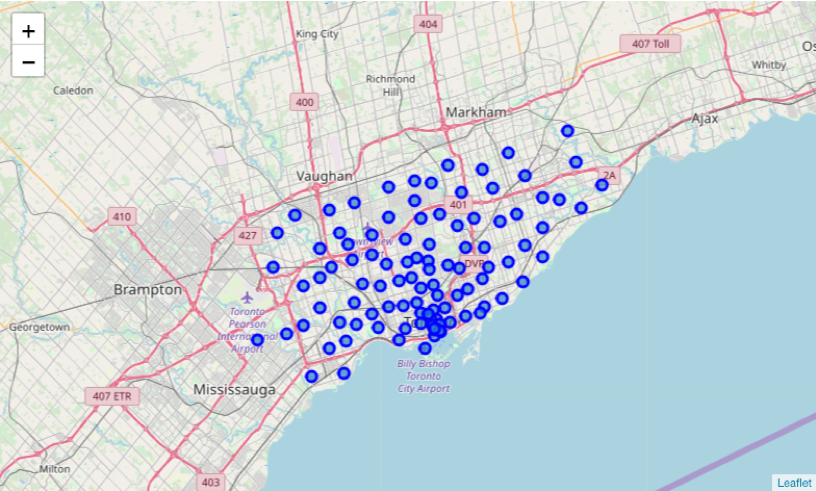 +
−
King City
404
407 Toll
Whitby
Caledon
Richmond
Hill
400
Markham
Ajax
Vaughan
2A
401
410
427
DVP
Brampton
Toronto
Pearson
International
Airport
Georgetown
Billy Bishop
Toronto
City Airport
Mississauga
407 ETR
Milton
403
Leaflet